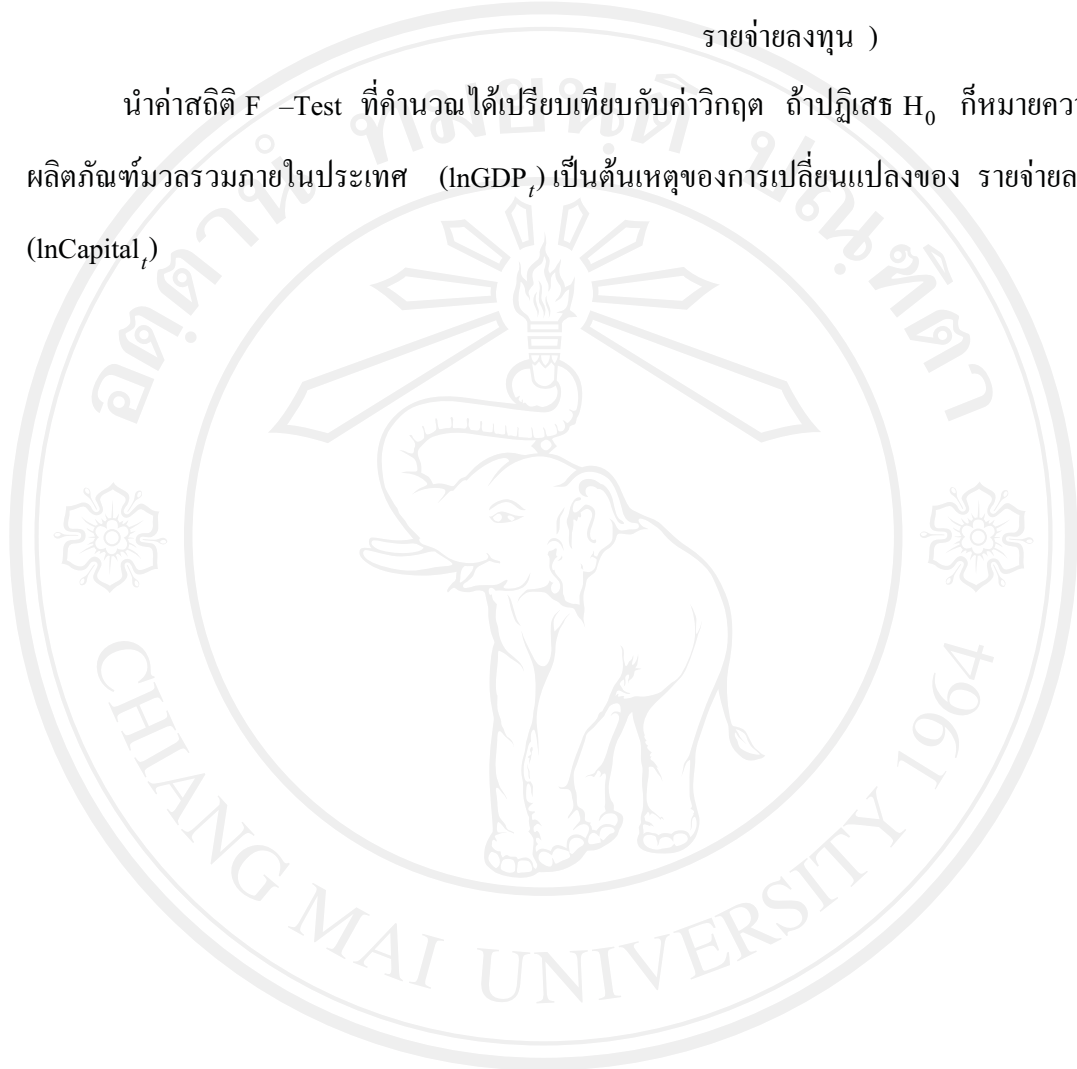 รายจ่ายลงทุน )
นำค่าสถิติ F –Test ที่คำนวณได้เปรียบเทียบกับค่าวิกฤต ถ้าปฏิเสธ H₀ ก็หมายควา
ผลิตภัณฑ์มวลรวมภายในประเทศ (lnGDPₜ) เป็นต้นเหตุของการเปลี่ยนแปลงของ รายจ่ายล
(lnCapitalₜ)
CHIANG MAI UNIVERSITY 1964